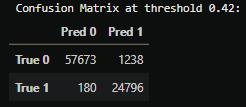 Confusion Matrix at threshold 0.42:
Pred 0 Pred 1
True 0 57673 1238
True 1 180 24796